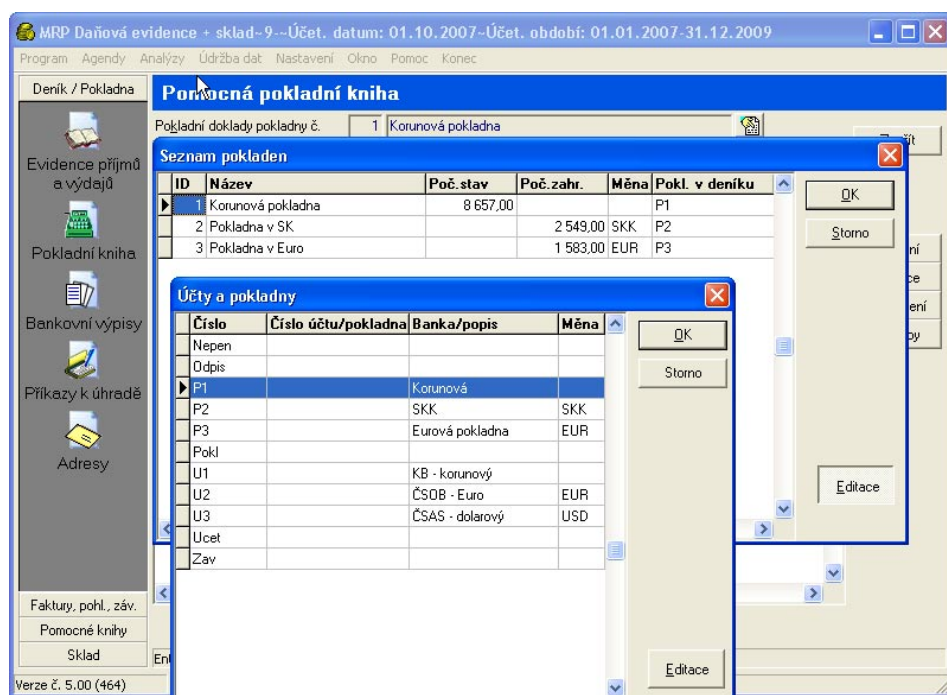 MRP Daňová evidence + sklad~9~~Účet. datum: 01.10.2007~Účet. období: 01.01.2007-31.12.2009
Program Agendy Analýzy Údržba dat Nastavení Okno Pomoc Konec
Deník / Pokladna
Pomocná pokladní kniha
Pokladní doklady pokladny č. 1 Korunová pokladna
Evidence příjmů
a výdajů
Pokladní kniha
Bankovní výpisy
Příkazy k úhradě
Adresy
Faktury, pohl., záv.
Pomocné knihy
Sklad
Verze č. 5.00 (464)
Seznam pokladen
ID Název Poč.stav Poč.zahr. Měna Pokl. v deníku
1 Korunová pokladna 8 657,00 P1
2 Pokladna v SK 2 549,00 SKK P2
3 Pokladna v Euro 1 583,00 EUR P3
OK
Storno
Editace
Účty a pokladny
Číslo Číslo účtu/pokladna Banka/popis Měna
Nepen
Odpis
P1 Korunová
P2 SKK SKK
P3 Eurová pokladna EUR
Pokl
U1 KB - korunový
U2 ČSOB - Euro EUR
U3 ČSAS - dolarový USD
Ucet
Zav
OK
Storno
Editace